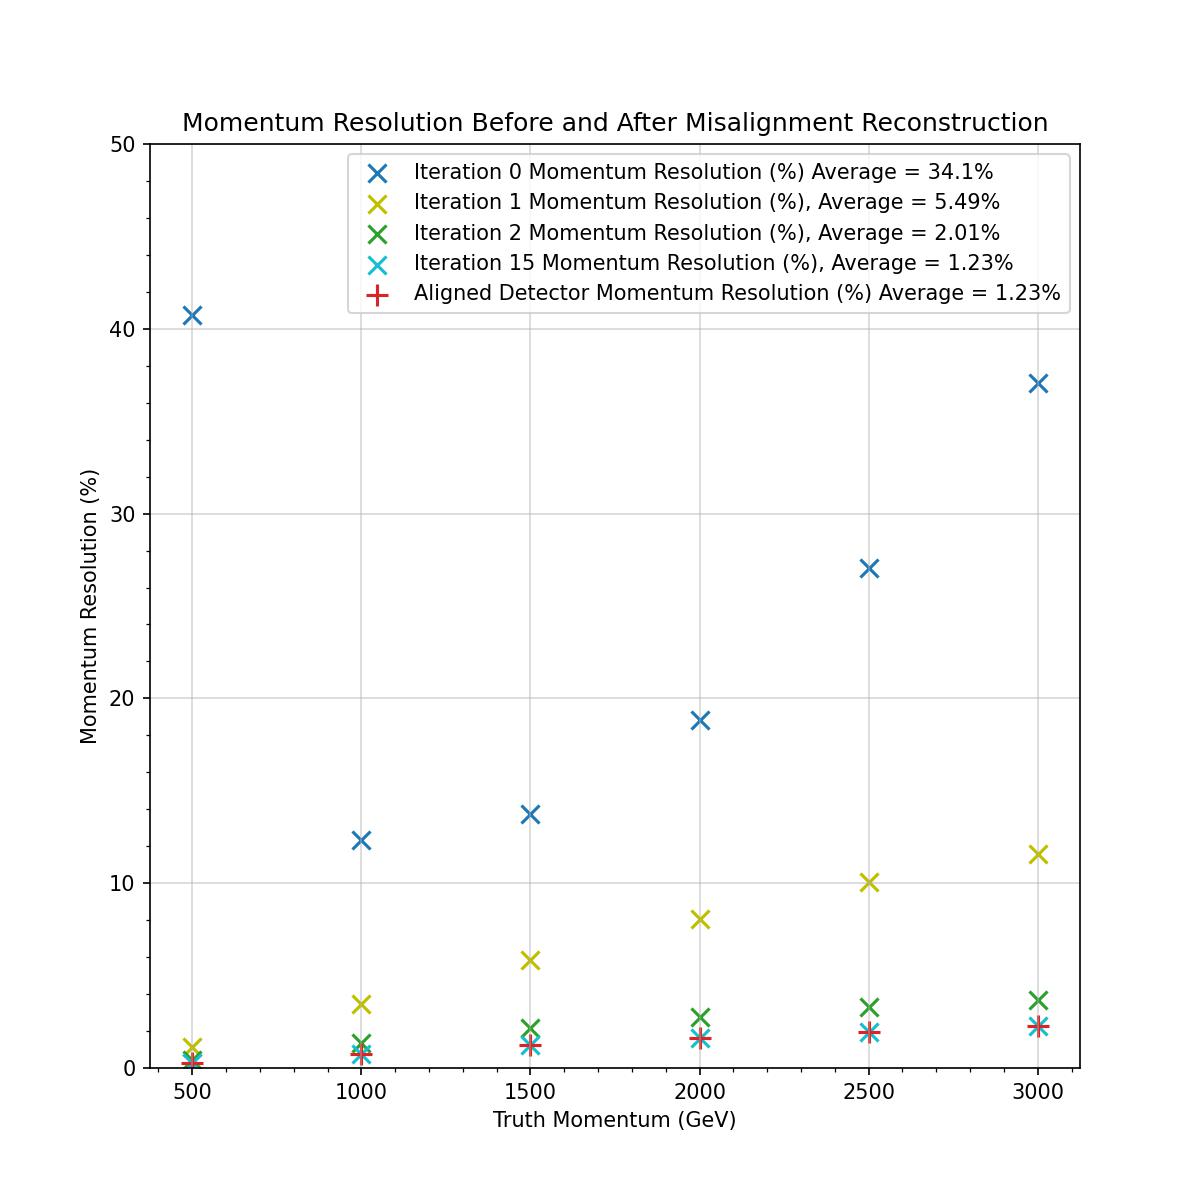 Momentum Resolution Before and After Misalignment Reconstruction
Iteration 0 Momentum Resolution (%) Average = 34.1%
Iteration 1 Momentum Resolution (%), Average = 5.49%
Iteration 2 Momentum Resolution (%), Average = 2.01%
Iteration 15 Momentum Resolution (%), Average = 1.23%
Aligned Detector Momentum Resolution (%) Average = 1.23%
Momentum Resolution (%)
50
40
30
20
10
0
500 1000 1500 2000 2500 3000
Truth Momentum (GeV)